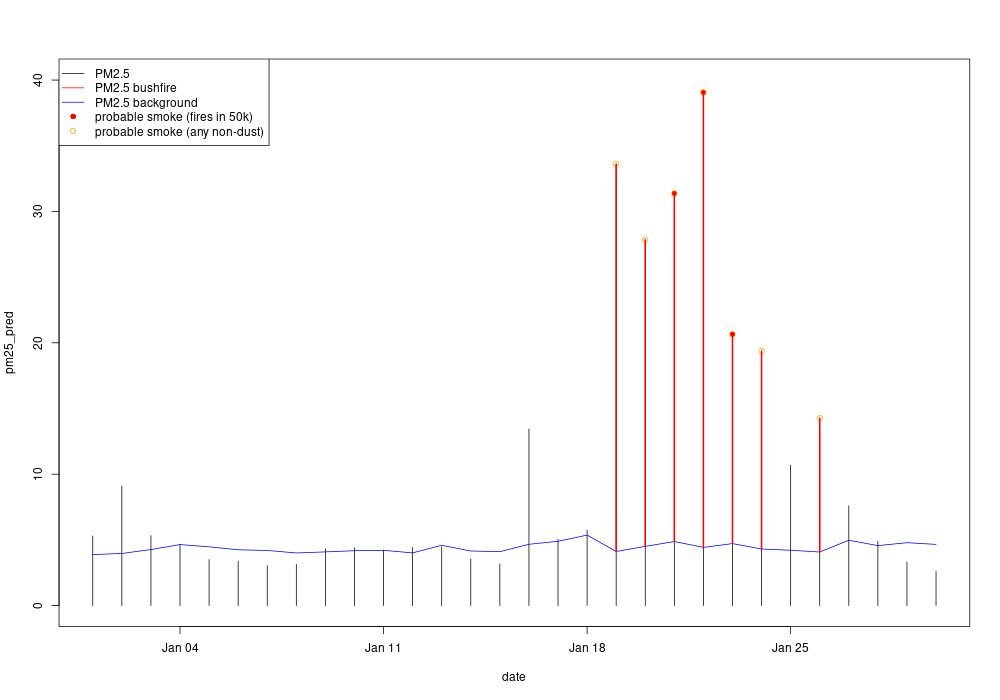 PM2.5
PM2.5 bushfire
PM2.5 background
probable smoke (fires in 50k)
probable smoke (any non-dust)
40
30
20
10
0
pm25_pred
Jan 04
Jan 11
Jan 18
Jan 25
date